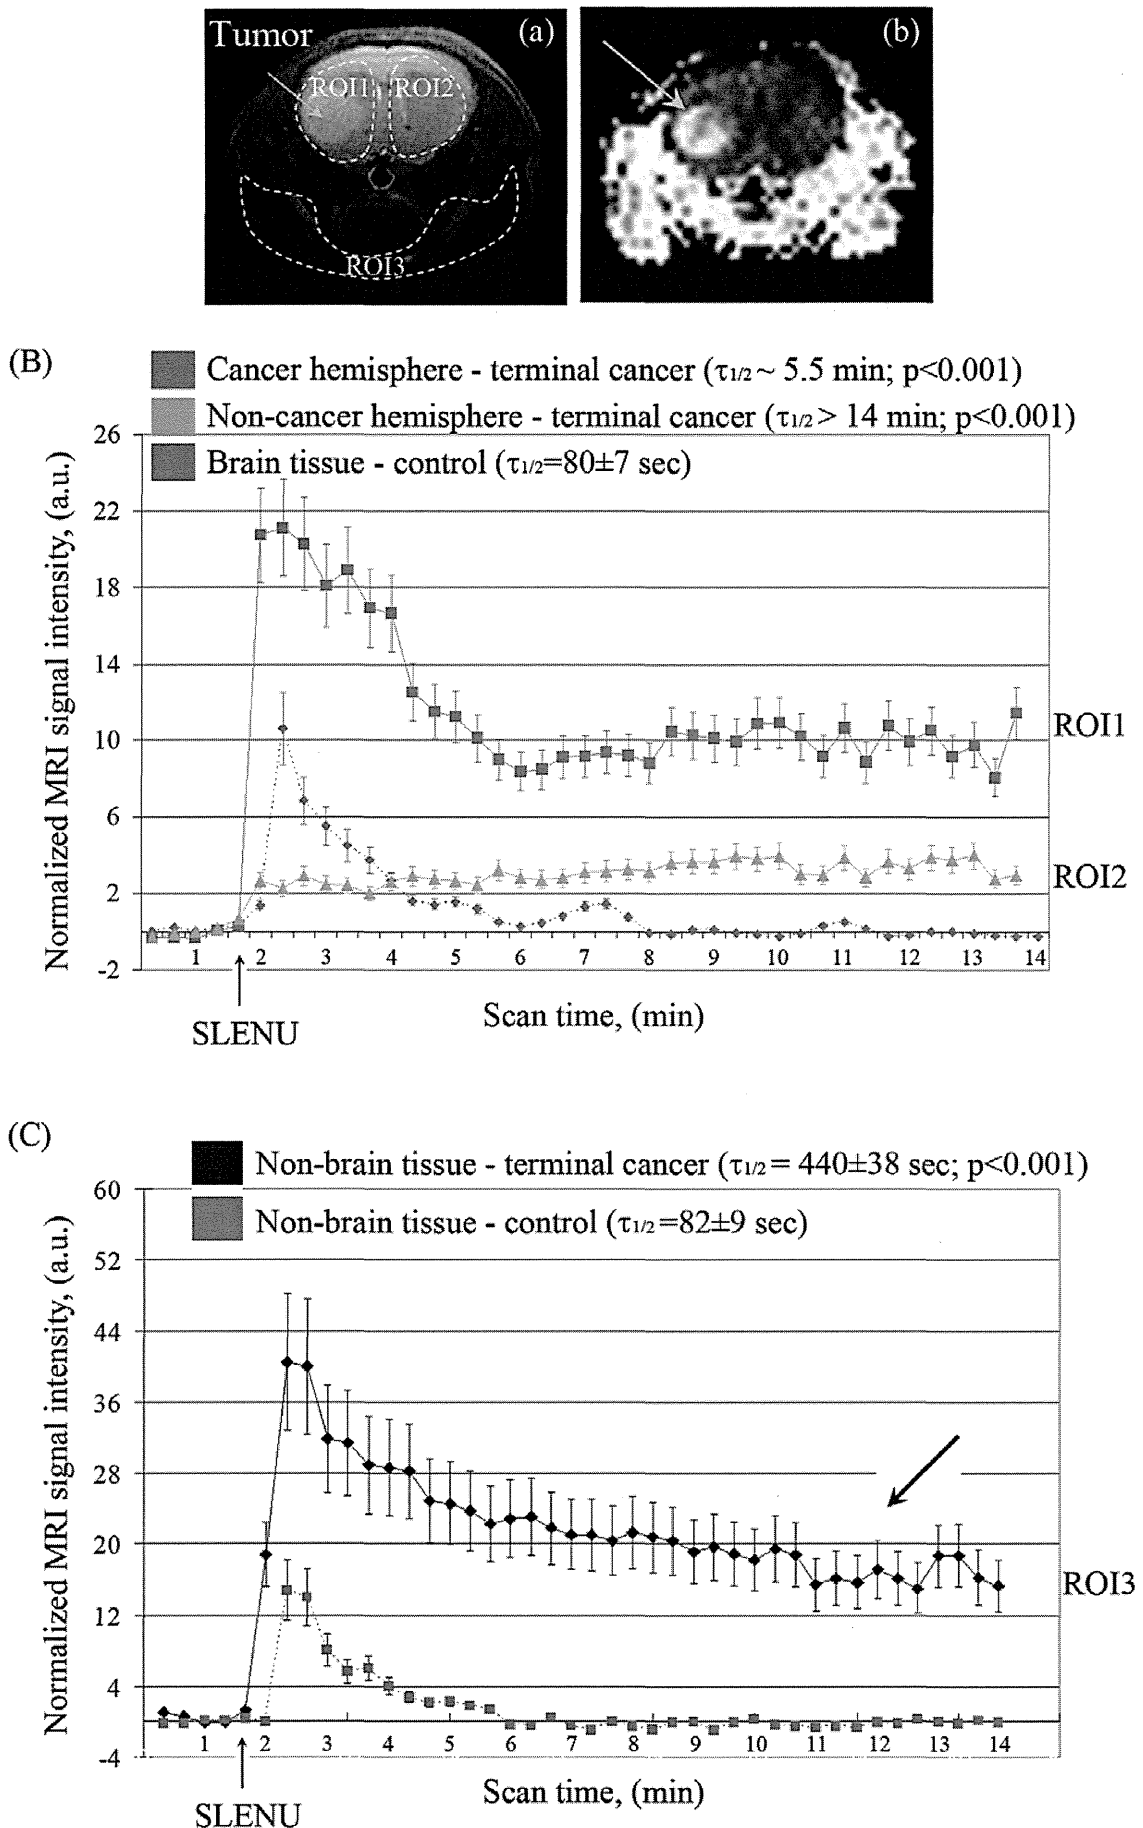 Tumor
(a)
(b)
ROI1
ROI2
ROI3
(B)
Cancer hemisphere - terminal cancer (τ1/2 ~ 5.5 min; p<0.001)
Non-cancer hemisphere - terminal cancer (τ1/2 > 14 min; p<0.001)
Brain tissue - control (τ1/2=80±7 sec)
Normalized MRI signal intensity, (a.u.)
26
22
18
14
10
6
2
-2
ROI1
ROI2
1 2 3 4 5 6 7 8 9 10 11 12 13 14
SLENU
Scan time, (min)
(C)
Non-brain tissue - terminal cancer (τ1/2 = 440±38 sec; p<0.001)
Non-brain tissue - control (τ1/2 =82±9 sec)
Normalized MRI signal intensity, (a.u.)
60
52
44
36
28
20
12
4
-4
ROI3
1 2 3 4 5 6 7 8 9 10 11 12 13 14
SLENU
Scan time, (min)